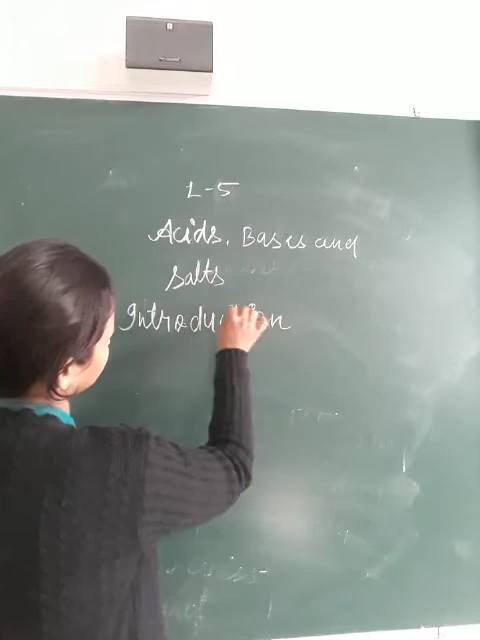 L-5
Acids, Bases and
Salts
Introduction